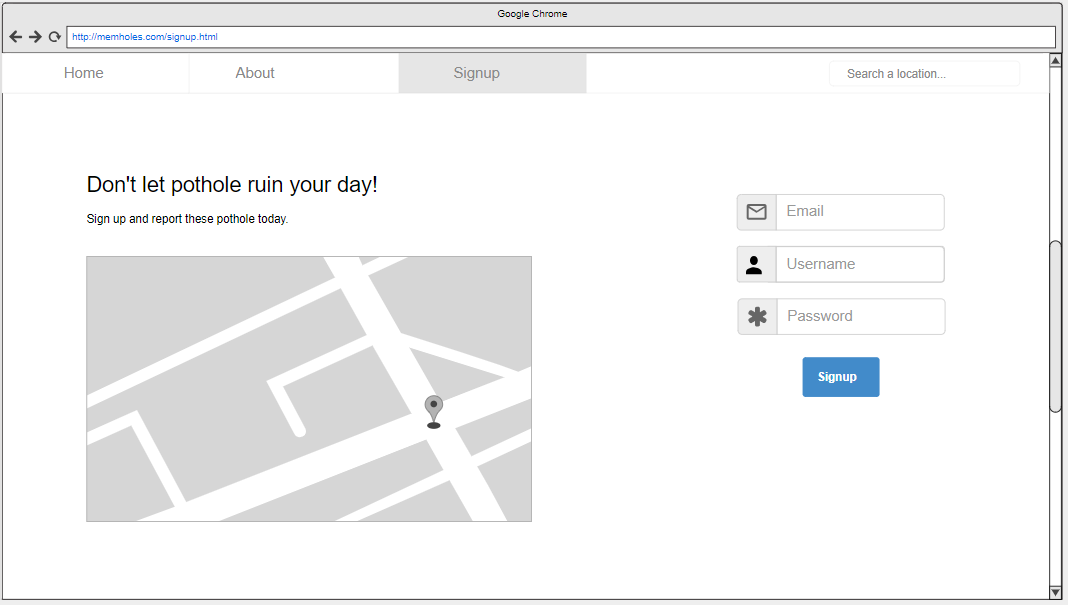 Google Chrome
http://memholes.com/signup.html
Home About Signup Search a location...
Don't let pothole ruin your day!
Sign up and report these pothole today.
Email
Username
Password
Signup